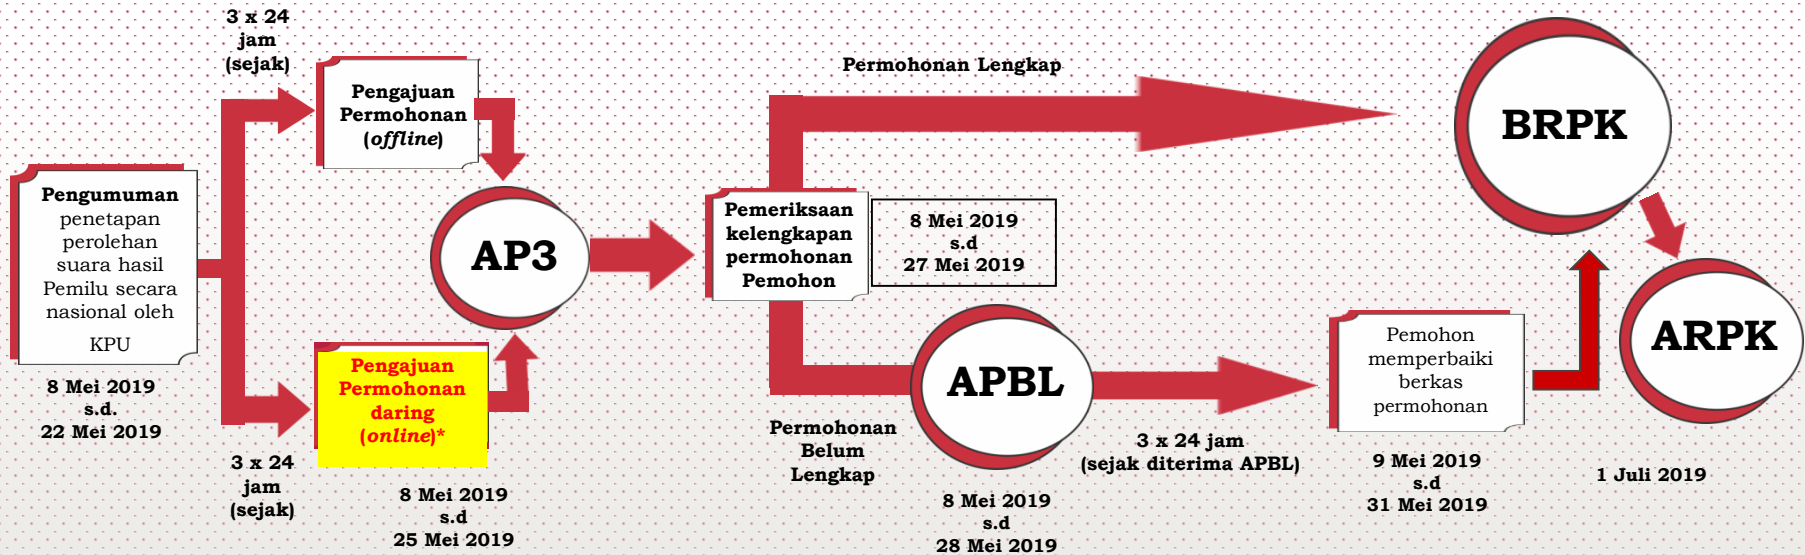 3 x 24
jam
(sejak)
Pengajuan
Permohonan
(offline)
Pengumuman
penetapan
perolehan
suara hasil
Pemilu secara
nasional oleh
KPU
8 Mei 2019
s.d.
22 Mei 2019
Pengajuan
Permohonan
daring
(online)*
3 x 24
jam
(sejak)
8 Mei 2019
s.d
25 Mei 2019
AP3
Pemeriksaan
kelengkapan
permohonan
Pemohon
8 Mei 2019
s.d
27 Mei 2019
Permohonan Lengkap
Permohonan
Belum
Lengkap
APBL
8 Mei 2019
s.d
28 Mei 2019
3 x 24 jam
(sejak diterima APBL)
Pemohon
memperbaiki
berkas
permohonan
9 Mei 2019
s.d
31 Mei 2019
BRPK
ARPK
1 Juli 2019